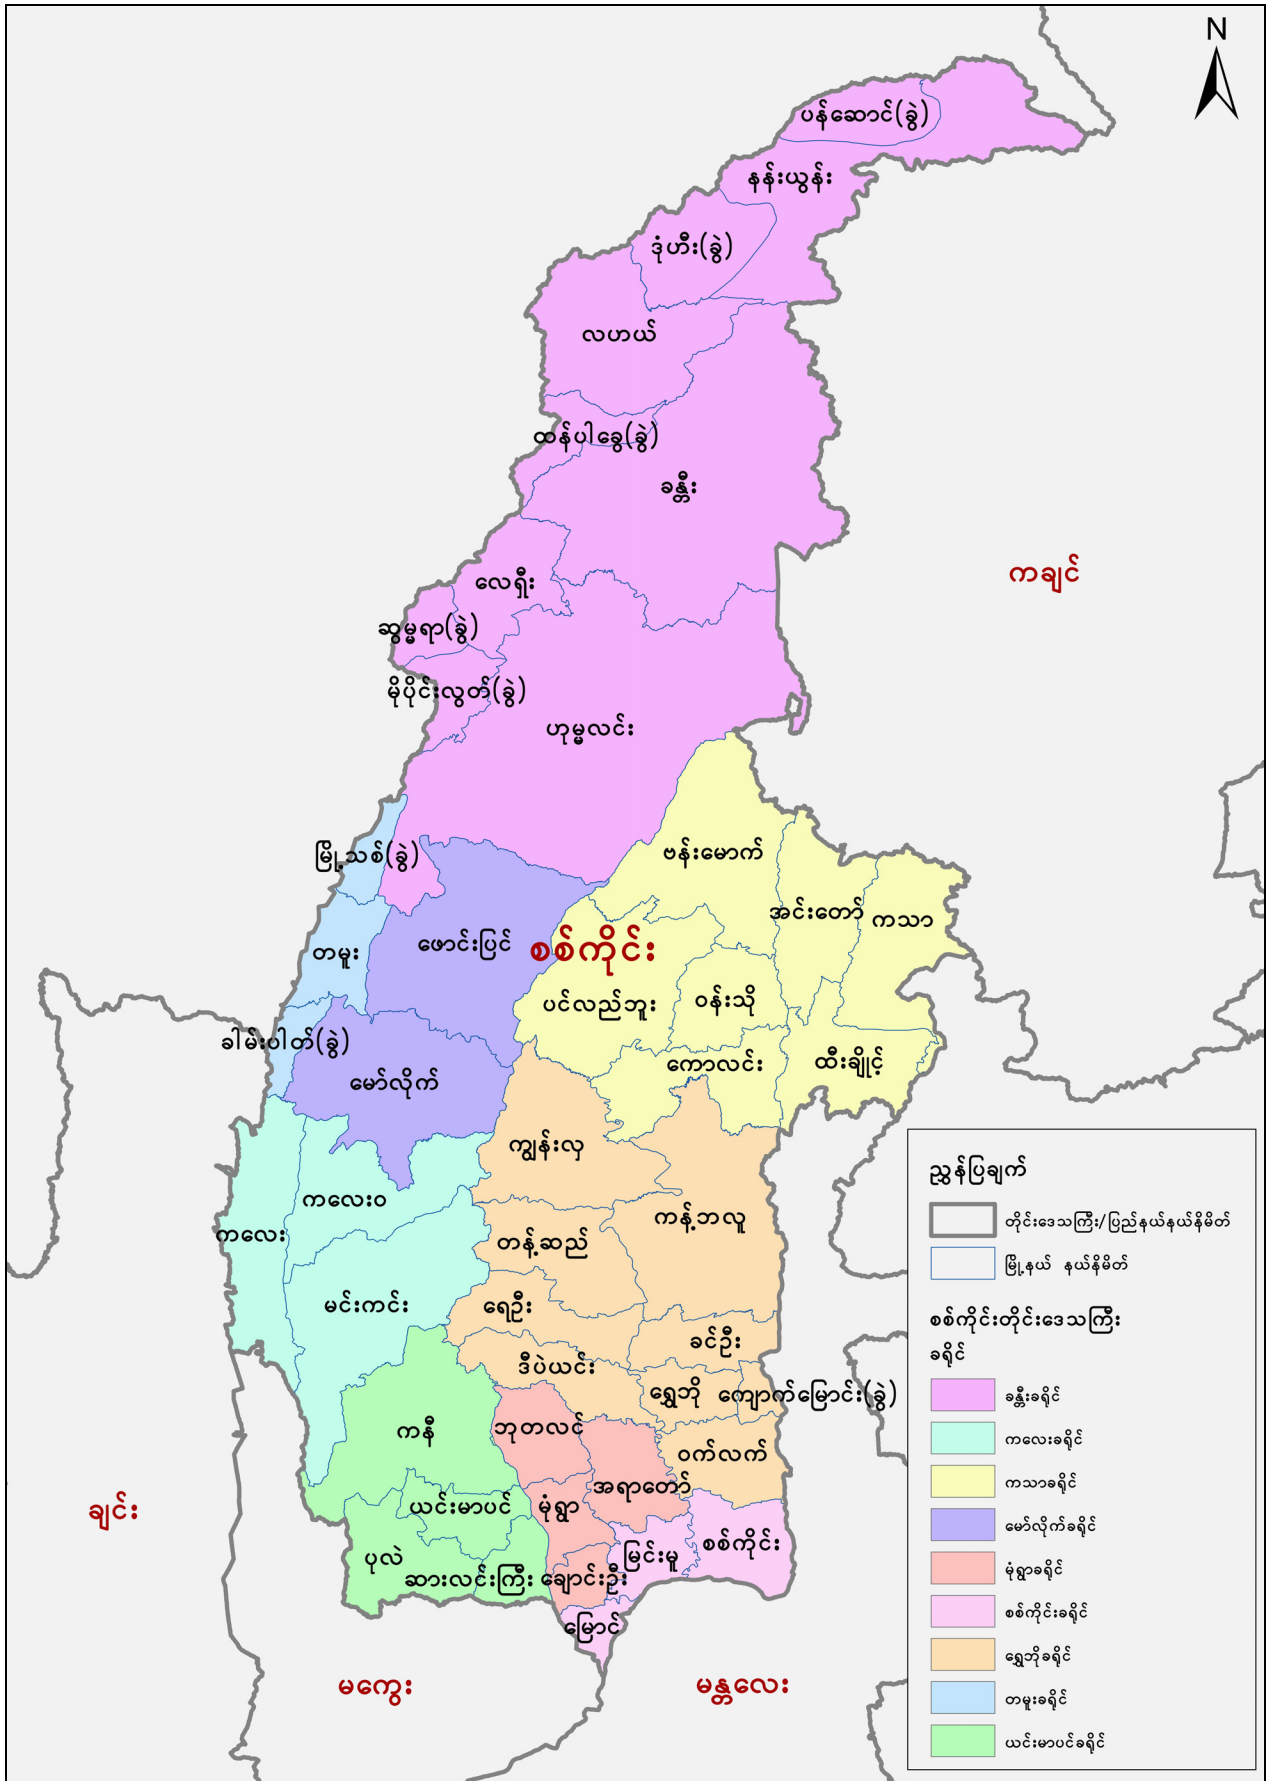 N
ပန်ဆောင်(ခွဲ)
နန်းယွန်း
ဒုံဟီး(ခွဲ)
လဟယ်
ထန်ပါခွေ(ခွဲ)
ခန္တီး
ကချင်
လေရှီး
ဆွမ္မရာ(ခွဲ)
မိုပိုင်းလွတ်(ခွဲ)
ဟုမ္မလင်း
မြို့သစ်(ခွဲ)
ဗန်းမောက်
အင်းတော်
ကသာ
တမူး
ဖောင်းပြင်
စစ်ကိုင်း
ပင်လည်ဘူး
ဝန်းသို
ခါမ်းပါတ်(ခွဲ)
မော်လိုက်
ကောလင်း
ထီးချိုင့်
ကျွန်းလှ
ကလေးဝ
ကလေး
ကန့်ဘလူ
တန့်ဆည်
မင်းကင်း
ရေဦး
ခင်ဦး
ဒီပဲယင်း
ရွှေဘို
ကျောက်မြောင်း(ခွဲ)
ကနီ
ဘုတလင်
ဝက်လက်
အရာတော်
ယင်းမာပင်
မုံရွာ
စစ်ကိုင်း
မြင်းမူ
ပုလဲ
ဆားလင်းကြီး
ချောင်းဦး
မြောင်
ချင်း
မကွေး
မန္တလေး
ညွှန်ပြချက်
တိုင်းဒေသကြီး/ပြည်နယ်နယ်နိမိတ်
မြို့နယ် နယ်နိမိတ်
စစ်ကိုင်းတိုင်းဒေသကြီး
ခရိုင်
ခန္တီးခရိုင်
ကလေးခရိုင်
ကသာခရိုင်
မော်လိုက်ခရိုင်
မုံရွာခရိုင်
စစ်ကိုင်းခရိုင်
ရွှေဘိုခရိုင်
တမူးခရိုင်
ယင်းမာပင်ခရိုင်